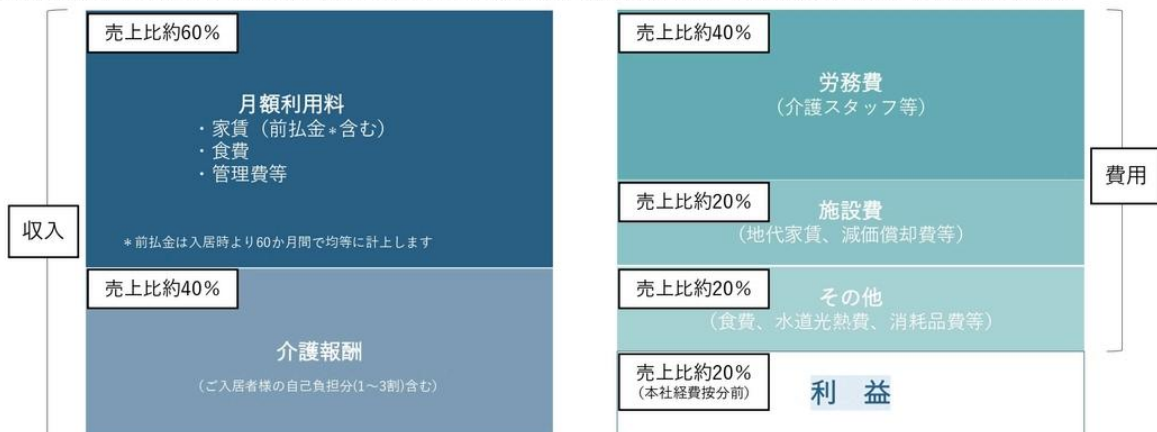 収入
売上比約60%
月額利用料
・家賃（前払金*含む）
・食費
・管理費等
*前払金は入居時より60か月間で均等に計上します
売上比約40%
介護報酬
（ご入居者様の自己負担分(1～3割)含む）
売上比約40%
労務費
（介護スタッフ等）
売上比約20%
施設費
（地代家賃、減価償却費等）
売上比約20%
その他
（食費、水道光熱費、消耗品費等）
売上比約20%
（本社経費按分前）
利　益
費用